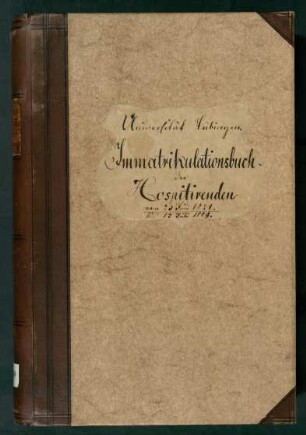 Universität Tübingen.
Immatrikulationsbuch
der
Hospitirenden